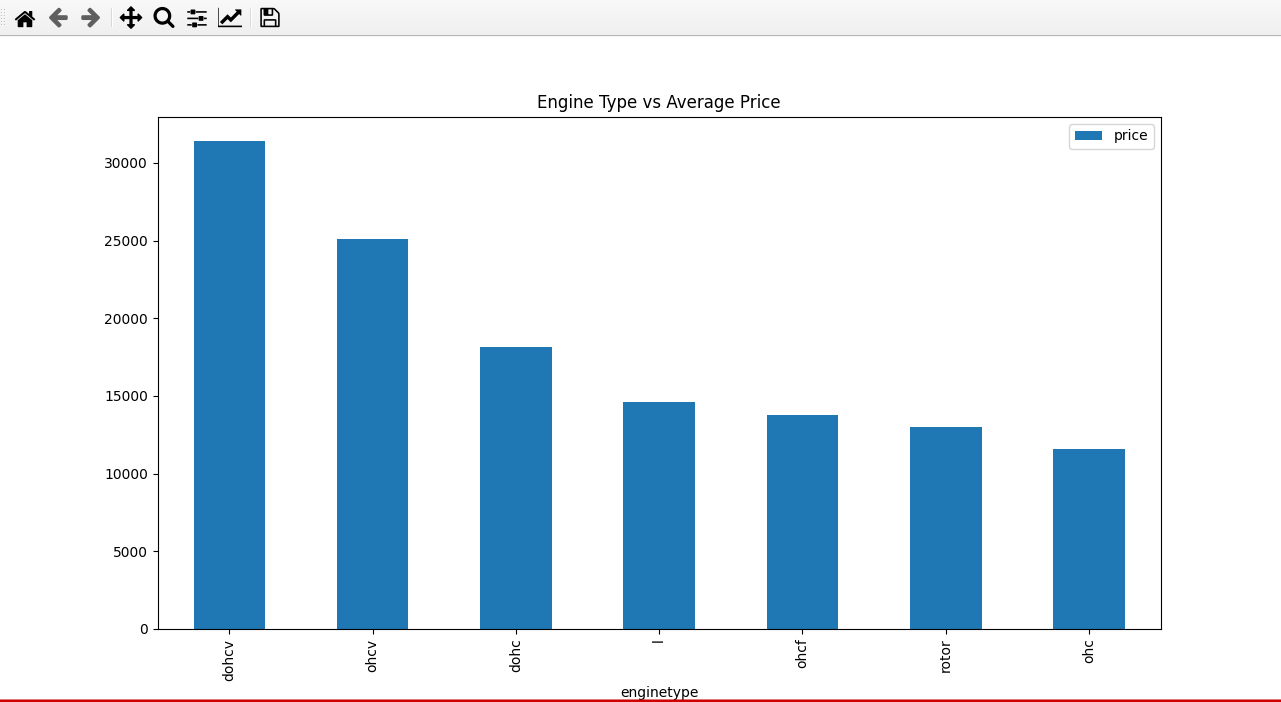 Engine Type vs Average Price
price
30000
25000
20000
15000
10000
5000
0
dohcv
ohcv
dohc
l
ohcf
rotor
ohc
enginetype